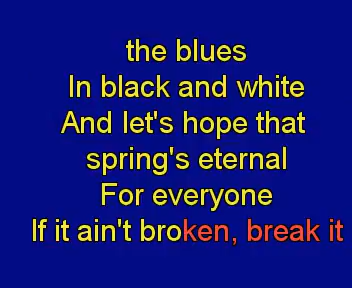 the blues
In black and white
And let's hope that
spring's eternal
For everyone
If it ain't broken, break it